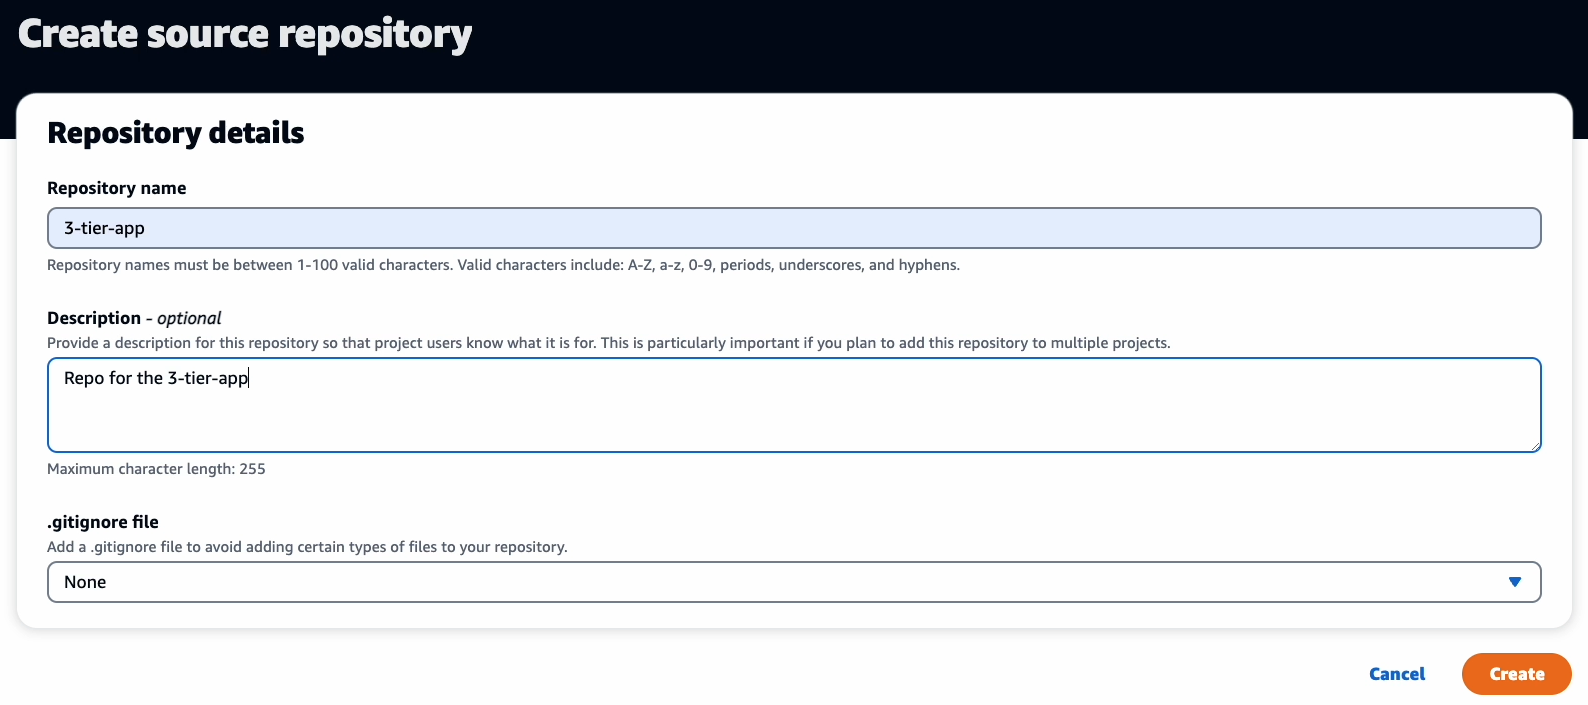 Create source repository
Repository details
Repository name
3-tier-app
Repository names must be between 1-100 valid characters. Valid characters include: A-Z, a-z, 0-9, periods, underscores, and hyphens.
Description - optional
Provide a description for this repository so that project users know what it is for. This is particularly important if you plan to add this repository to multiple projects.
Repo for the 3-tier-app
Maximum character length: 255
.gitignore file
Add a .gitignore file to avoid adding certain types of files to your repository.
None
Cancel Create